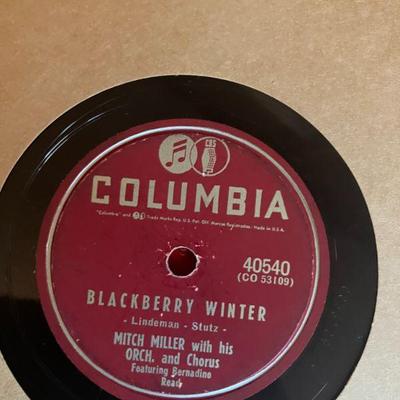 CBS
COLUMBIA
"Columbia" and Trade Marks Reg. U.S. Pat. Off. Marcas Registradas. Made in U.S.A.
40540
(CO 53109)
BLACKBERRY WINTER
- Lindeman - Stutz -
MITCH MILLER with his
ORCH. and Chorus
Featuring Bernadine
Read